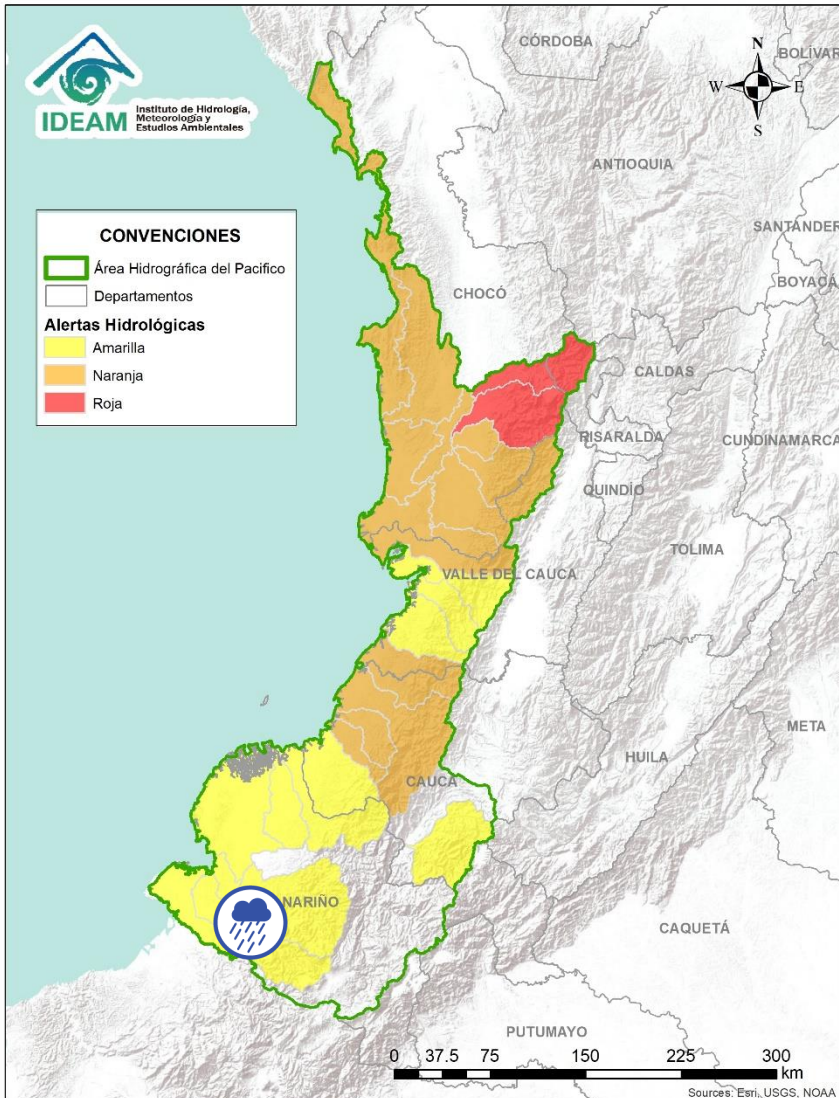 IDEAM
Instituto de Hidrología,
Meteorología y
Estudios Ambientales
N
W
E
S
CÓRDOBA
BOLÍVAR
ANTIOQUIA
SANTANDER
BOYACÁ
CONVENCIONES
Área Hidrográfica del Pacifico
Departamentos
Alertas Hidrológicas
Amarilla
Naranja
Roja
CHOCÓ
CALDAS
RISARALDA
CUNDINAMARCA
QUINDÍO
TOLIMA
VALLE DEL CAUCA
META
HUILA
CAUCA
NARIÑO
CAQUETÁ
PUTUMAYO
0 37.5 75 150 225 300
km
Sources: Esri, USGS, NOAA